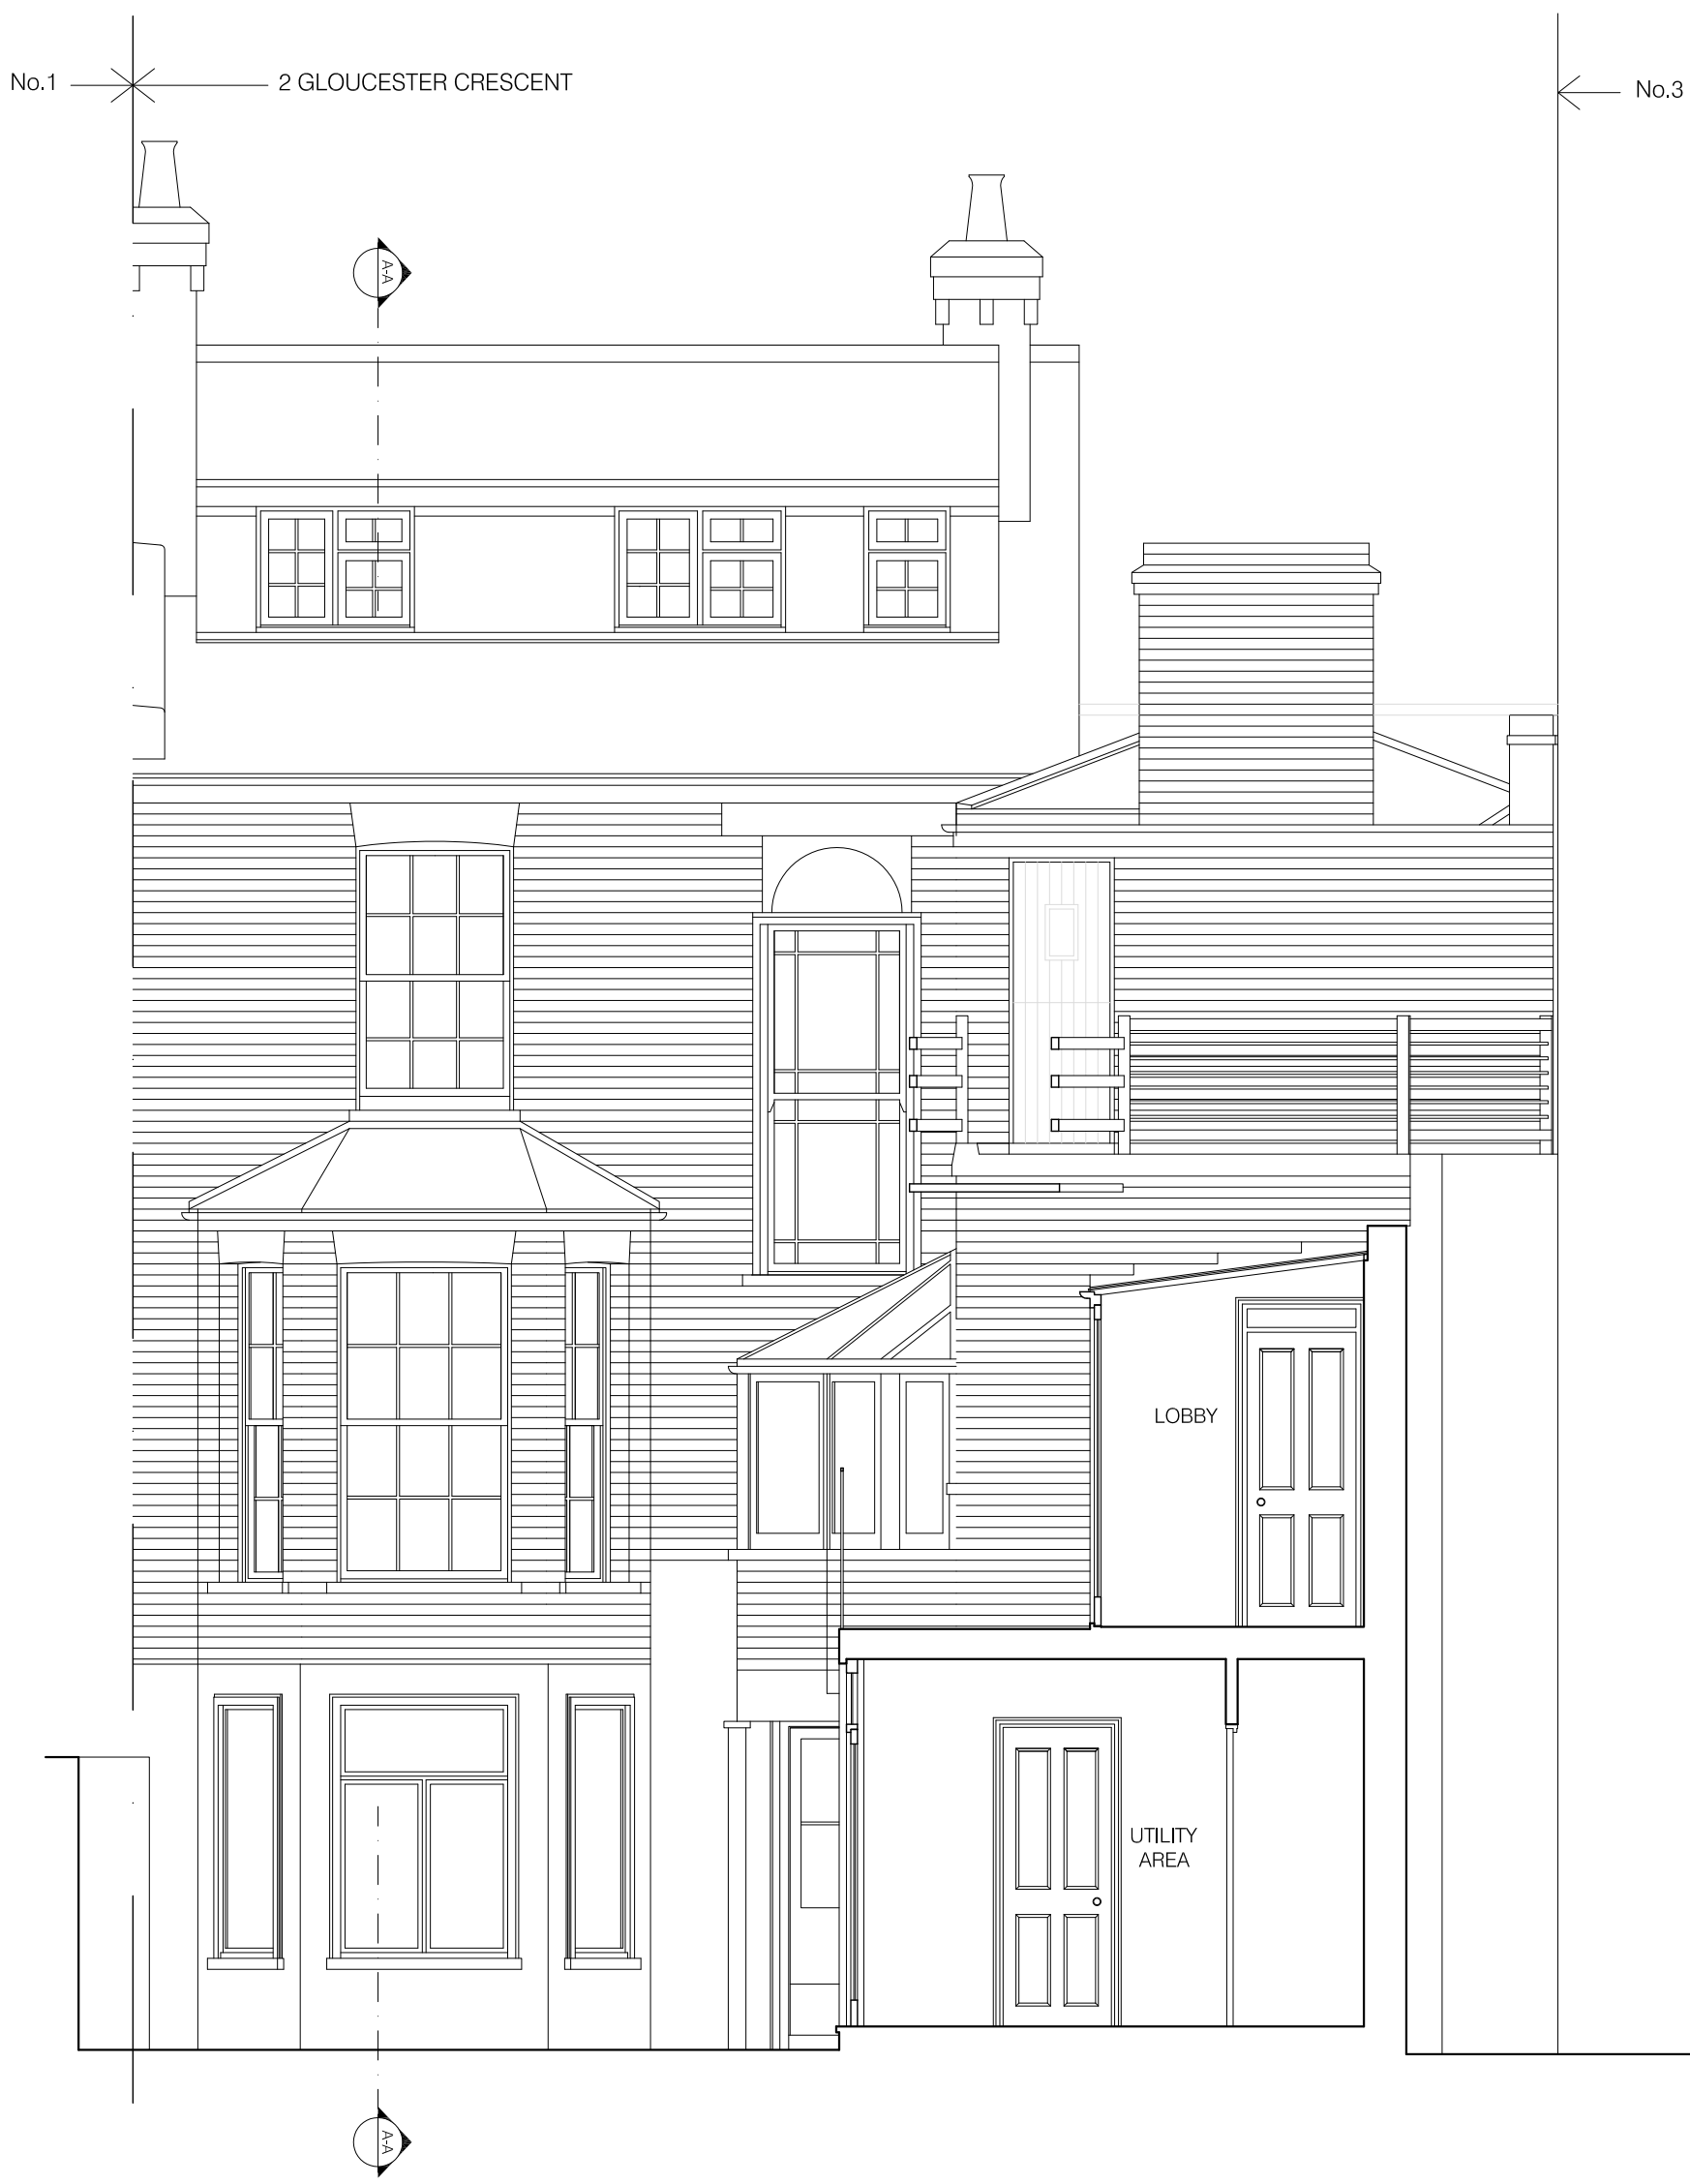 No.1
2 GLOUCESTER CRESCENT
No.3
A-A
LOBBY
UTILITY
AREA
A-A